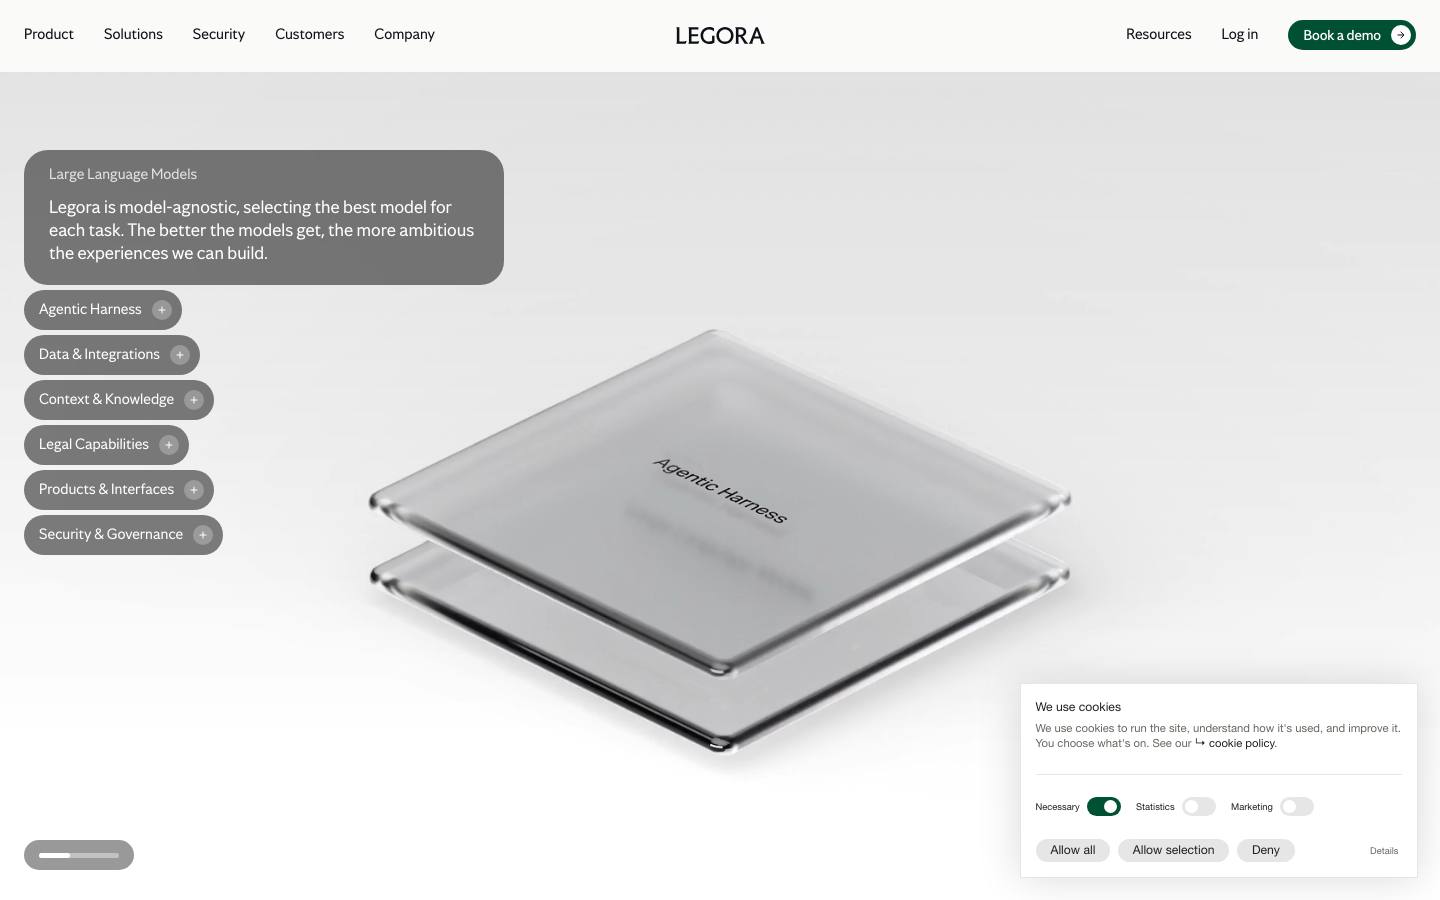 Product
Solutions
Security
Customers
Company
LEGORA
Resources
Log in
Book a demo
Large Language Models
Legora is model-agnostic, selecting the best model for
each task. The better the models get, the more ambitious
the experiences we can build.
Agentic Harness
Data & Integrations
Context & Knowledge
Legal Capabilities
Products & Interfaces
Security & Governance
Agentic Harness
We use cookies
We use cookies to run the site, understand how it's used, and improve it.
You choose what's on. See our ↳ cookie policy.
Necessary
Statistics
Marketing
Allow all
Allow selection
Deny
Details